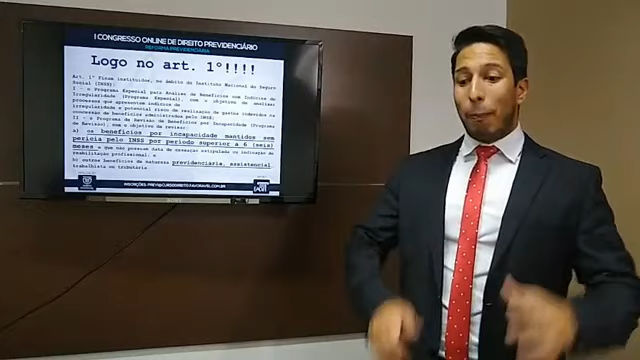 I CONGRESSO ONLINE DE DIREITO PREVIDENCIÁRIO
REFORMA PREVIDENCIÁRIA
Logo no art. 1°!!!!
Art. 1º Ficam instituídos, no âmbito do Instituto Nacional do Seguro
Social (INSS):
I - o Programa Especial para Análise de Benefícios com Indícios de
Irregularidade (Programa Especial), com o objetivo de analisar
processos que apresentem indícios de
irregularidade e potencial risco de realização de gastos indevidos na
concessão de benefícios administrados pelo INSS; e
II - o Programa de Revisão de Benefícios por Incapacidade (Programa
de Revisão), com o objetivo de revisar:
a) os benefícios por incapacidade mantidos sem
perícia pelo INSS por período superior a 6 (seis)
meses e que não possuam data de cessação estipulada ou indicação de
reabilitação profissional; e
b) outros benefícios de natureza previdenciária, assistencial,
trabalhista ou tributária